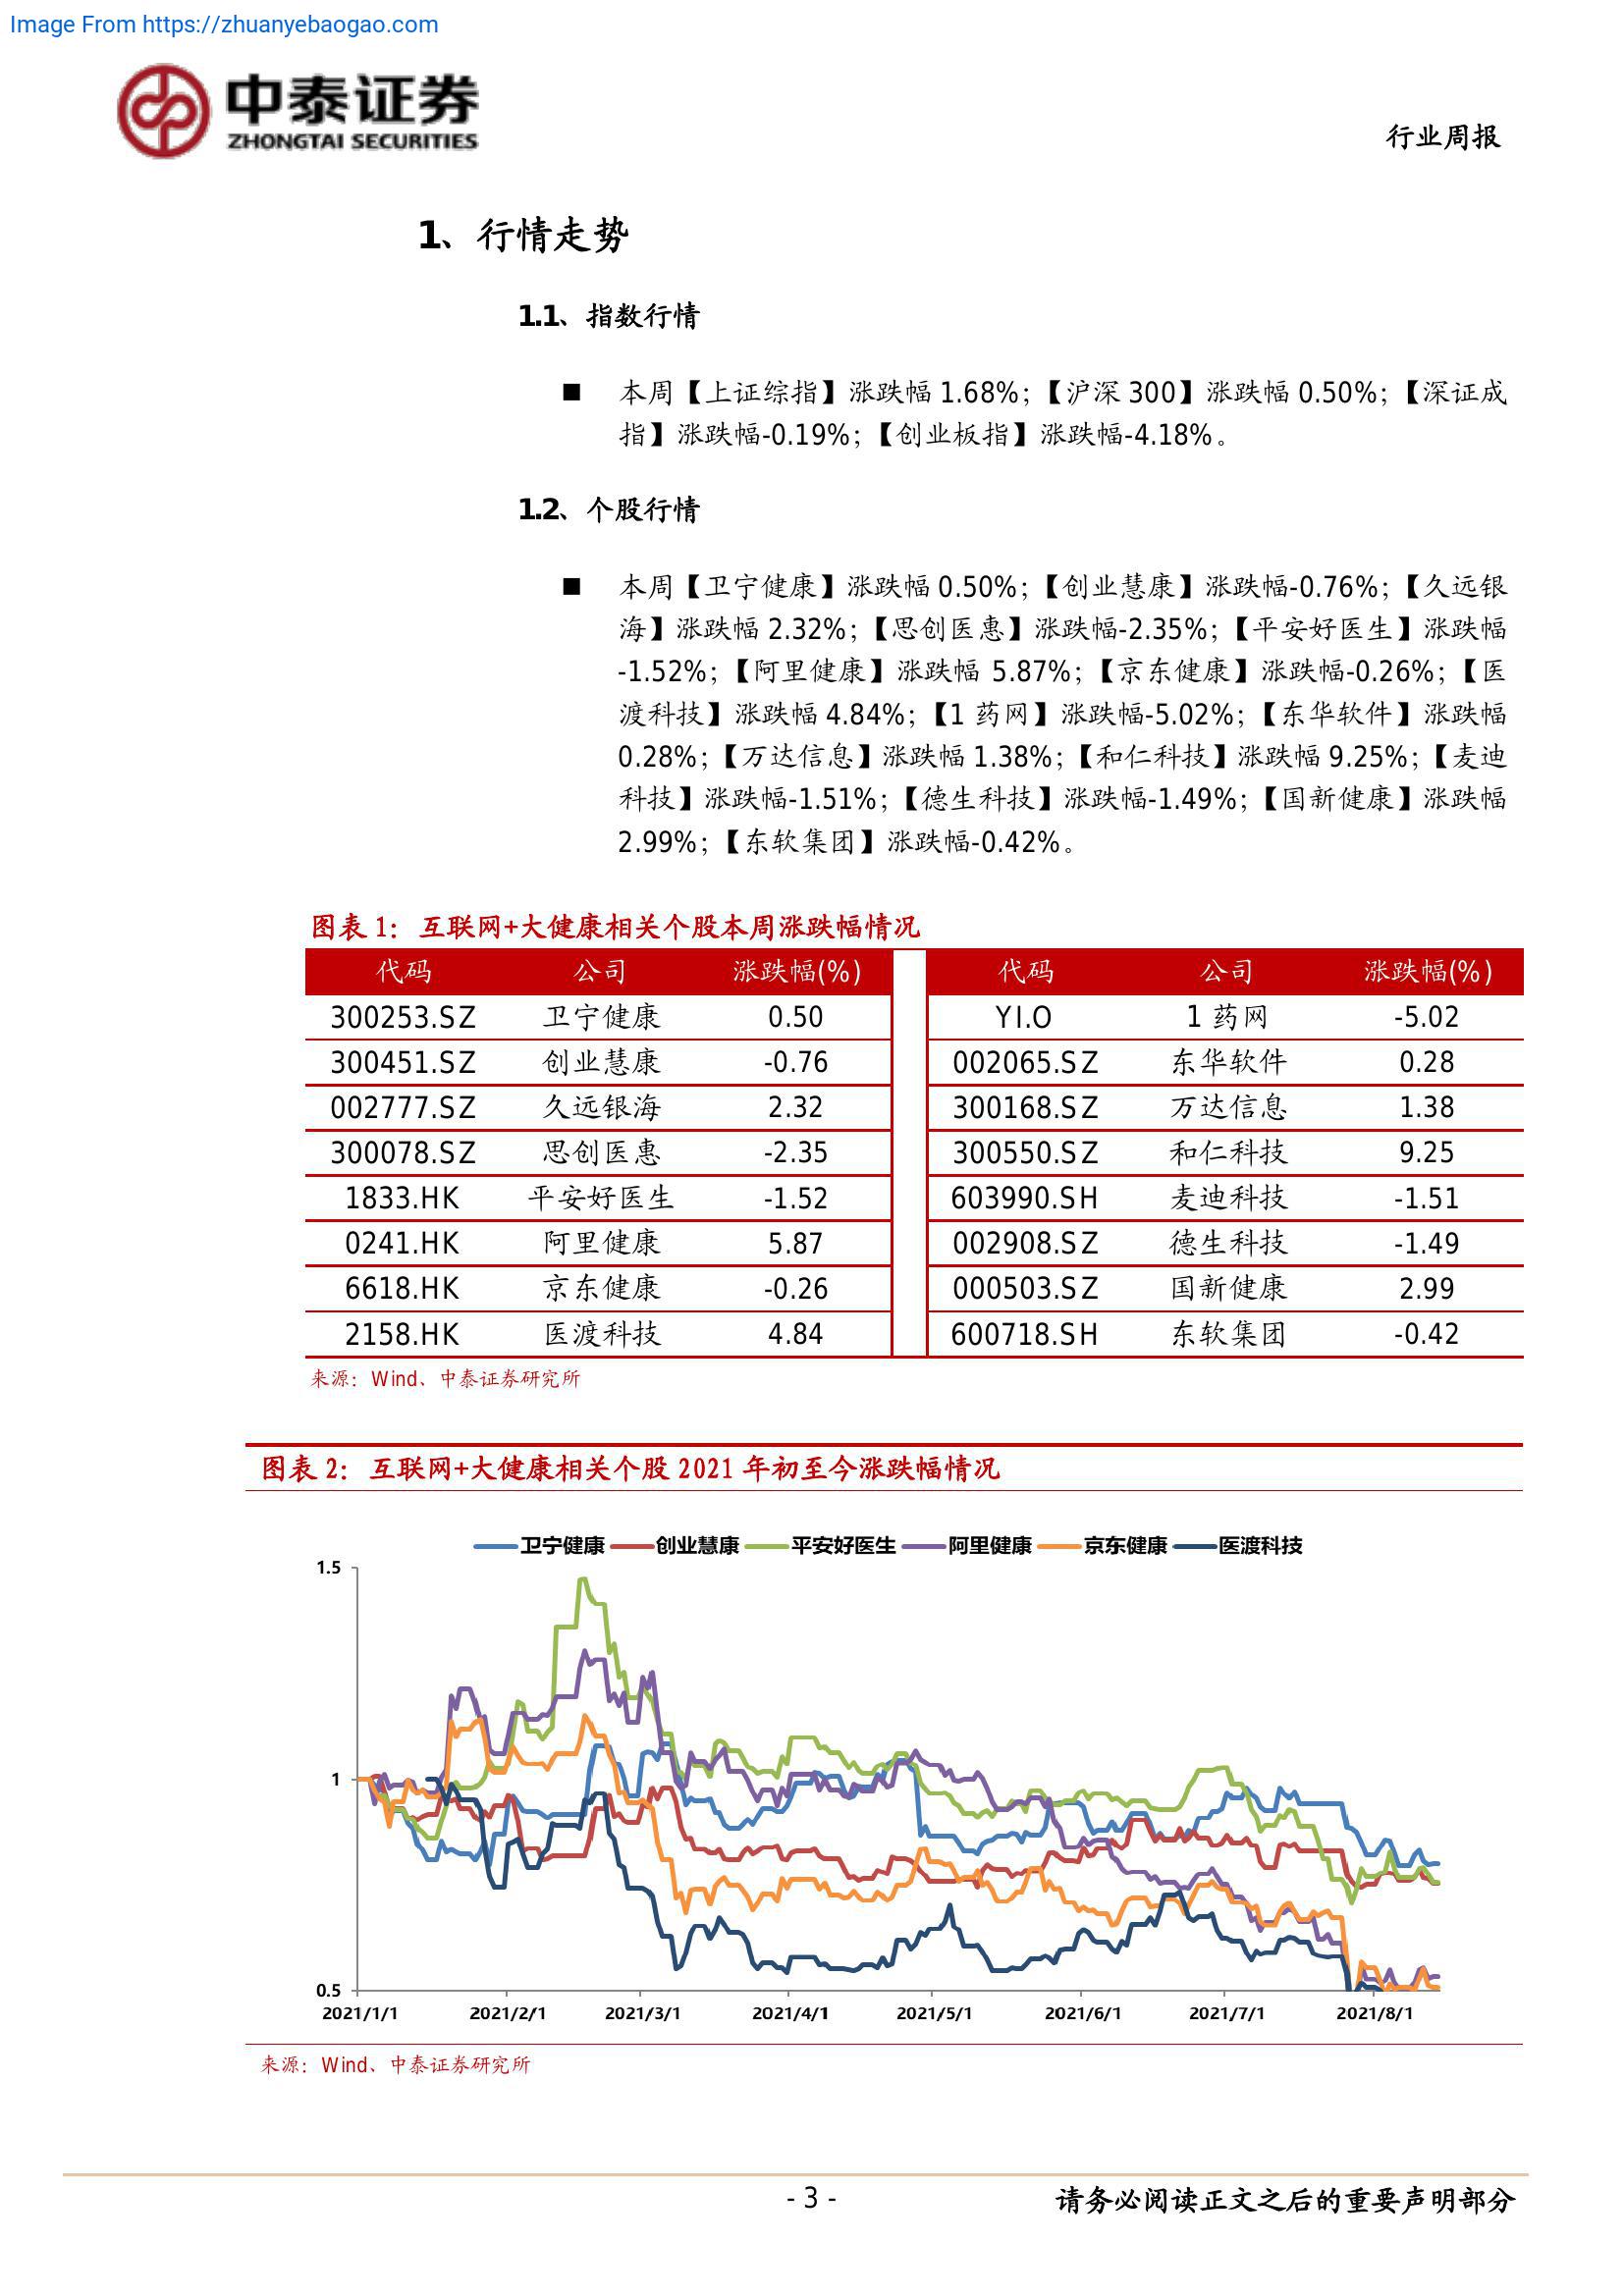 Image From https://zhuanyebaogao.com
中泰证券
ZHONGTAI SECURITIES
行业周报
1、行情走势
1.1、指数行情
■ 本周【上证综指】涨跌幅 1.68%；【沪深 300】涨跌幅 0.50%；【深证成
指】涨跌幅-0.19%；【创业板指】涨跌幅-4.18%。
1.2、个股行情
■ 本周【卫宁健康】涨跌幅 0.50%；【创业慧康】涨跌幅-0.76%；【久远银
海】涨跌幅 2.32%；【思创医惠】涨跌幅-2.35%；【平安好医生】涨跌幅
-1.52%；【阿里健康】涨跌幅 5.87%；【京东健康】涨跌幅-0.26%；【医
渡科技】涨跌幅 4.84%；【1 药网】涨跌幅-5.02%；【东华软件】涨跌幅
0.28%；【万达信息】涨跌幅 1.38%；【和仁科技】涨跌幅 9.25%；【麦迪
科技】涨跌幅-1.51%；【德生科技】涨跌幅-1.49%；【国新健康】涨跌幅
2.99%；【东软集团】涨跌幅-0.42%。
图表 1：互联网+大健康相关个股本周涨跌幅情况
代码 公司 涨跌幅(%) 代码 公司 涨跌幅(%)
300253.SZ 卫宁健康 0.50 YI.O 1 药网 -5.02
300451.SZ 创业慧康 -0.76 002065.SZ 东华软件 0.28
002777.SZ 久远银海 2.32 300168.SZ 万达信息 1.38
300078.SZ 思创医惠 -2.35 300550.SZ 和仁科技 9.25
1833.HK 平安好医生 -1.52 603990.SH 麦迪科技 -1.51
0241.HK 阿里健康 5.87 002908.SZ 德生科技 -1.49
6618.HK 京东健康 -0.26 000503.SZ 国新健康 2.99
2158.HK 医渡科技 4.84 600718.SH 东软集团 -0.42
来源：Wind、中泰证券研究所
图表 2：互联网+大健康相关个股 2021 年初至今涨跌幅情况
卫宁健康 创业慧康 平安好医生 阿里健康 京东健康 医渡科技
1.5
1
0.5
2021/1/1 2021/2/1 2021/3/1 2021/4/1 2021/5/1 2021/6/1 2021/7/1 2021/8/1
来源：Wind、中泰证券研究所
- 3 -
请务必阅读正文之后的重要声明部分